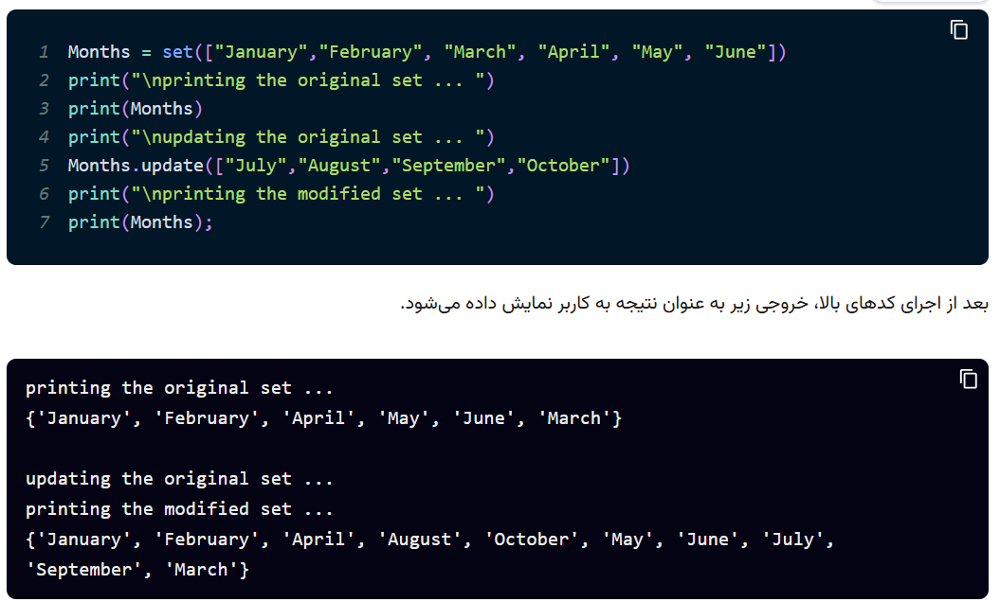 1 Months = set(["January","February", "March", "April", "May", "June"])
2 print("\nprinting the original set ... ")
3 print(Months)
4 print("\nupdating the original set ... ")
5 Months.update(["July","August","September","October"])
6 print("\nprinting the modified set ... ")
7 print(Months);
بعد از اجرای کدهای بالا، خروجی زیر به عنوان نتیجه به کاربر نمایش داده می‌شود.
printing the original set ...
{'January', 'February', 'April', 'May', 'June', 'March'}
updating the original set ...
printing the modified set ...
{'January', 'February', 'April', 'August', 'October', 'May', 'June', 'July',
'September', 'March'}